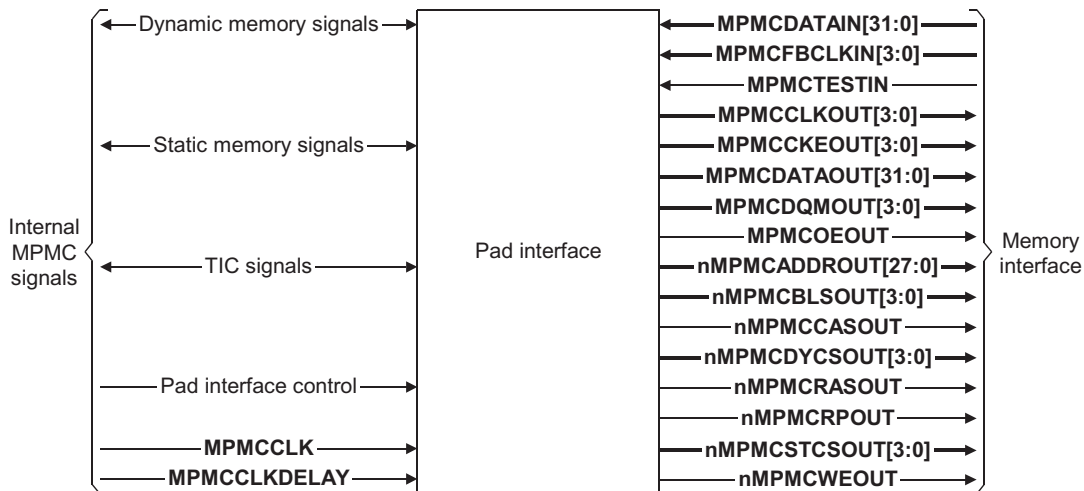 Internal
MPMC
signals
Dynamic memory signals
Static memory signals
TIC signals
Pad interface control
MPMCCLK
MPMCCLKDELAY
Pad interface
MPMCDATAIN[31:0]
MPMCFBCLKIN[3:0]
MPMCTESTIN
MPMCCLKOUT[3:0]
MPMCCKEOUT[3:0]
MPMCDATAOUT[31:0]
MPMCDQMOUT[3:0]
MPMCOEOUT
nMPMCADDROUT[27:0]
nMPMCBLSOUT[3:0]
nMPMCCASOUT
nMPMCDYCSOUT[3:0]
nMPMCRASOUT
nMPMCRPOUT
nMPMCSTCSOUT[3:0]
nMPMCWEOUT
Memory
interface